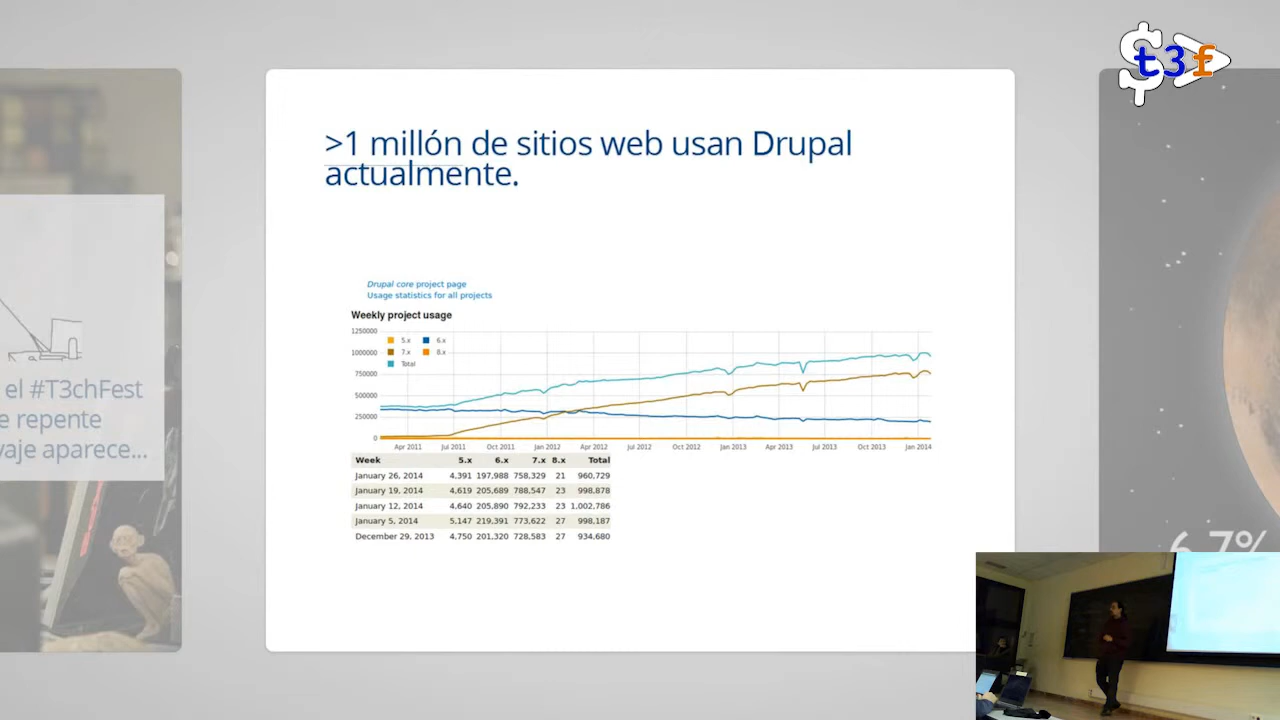 t3f
>1 millón de sitios web usan Drupal
actualmente.
el #T3chFest
e repente
vaje aparece...
Drupal core project page
Usage statistics for all projects
Weekly project usage
1250000
1000000
750000
500000
250000
0
5.x 6.x
7.x 8.x
Total
Apr 2011 Jul 2011 Oct 2011 Jan 2012 Apr 2012 Jul 2012 Oct 2012 Jan 2013 Apr 2013 Jul 2013 Oct 2013 Jan 2014
Week 5.x 6.x 7.x 8.x Total
January 26, 2014 4,391 197,988 758,329 21 960,729
January 19, 2014 4,619 205,689 788,547 23 998,878
January 12, 2014 4,640 205,890 792,233 23 1,002,786
January 5, 2014 5,147 219,391 773,622 27 998,187
December 29, 2013 4,750 201,320 728,583 27 934,680
6.7%